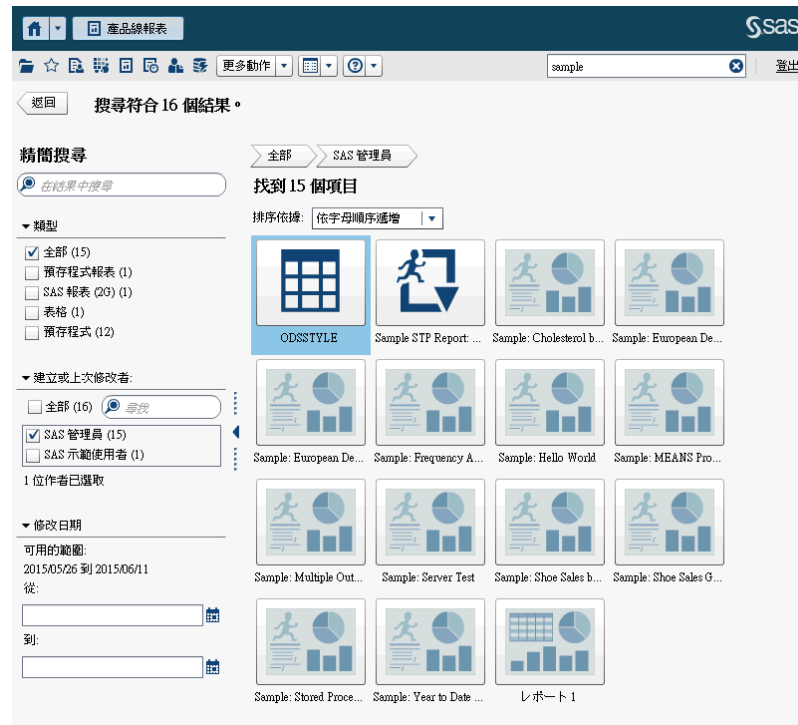 產品線報表
sas
更多動作
sample
登出
返回
搜尋符合 16 個結果。
精簡搜尋
在結果中搜尋
類型
全部 (15)
預存程式報表 (1)
SAS 報表 (2G) (1)
表格 (1)
預存程式 (12)
建立或上次修改者:
全部 (16)
尋找
SAS 管理員 (15)
SAS 示範使用者 (1)
1 位作者已選取
修改日期
可用的範圍:
2015/05/26 到 2015/06/11
從:
到:
全部
SAS 管理員
找到 15 個項目
排序依據: 依字母順序遞增
ODSSTYLE
Sample STP Report: ...
Sample: Cholesterol b...
Sample: European De...
Sample: European De...
Sample: Frequency A...
Sample: Hello World
Sample: MEANS Pro...
Sample: Multiple Out...
Sample: Server Test
Sample: Shoe Sales b...
Sample: Shoe Sales G...
Sample: Stored Proce...
Sample: Year to Date ...
レポート 1